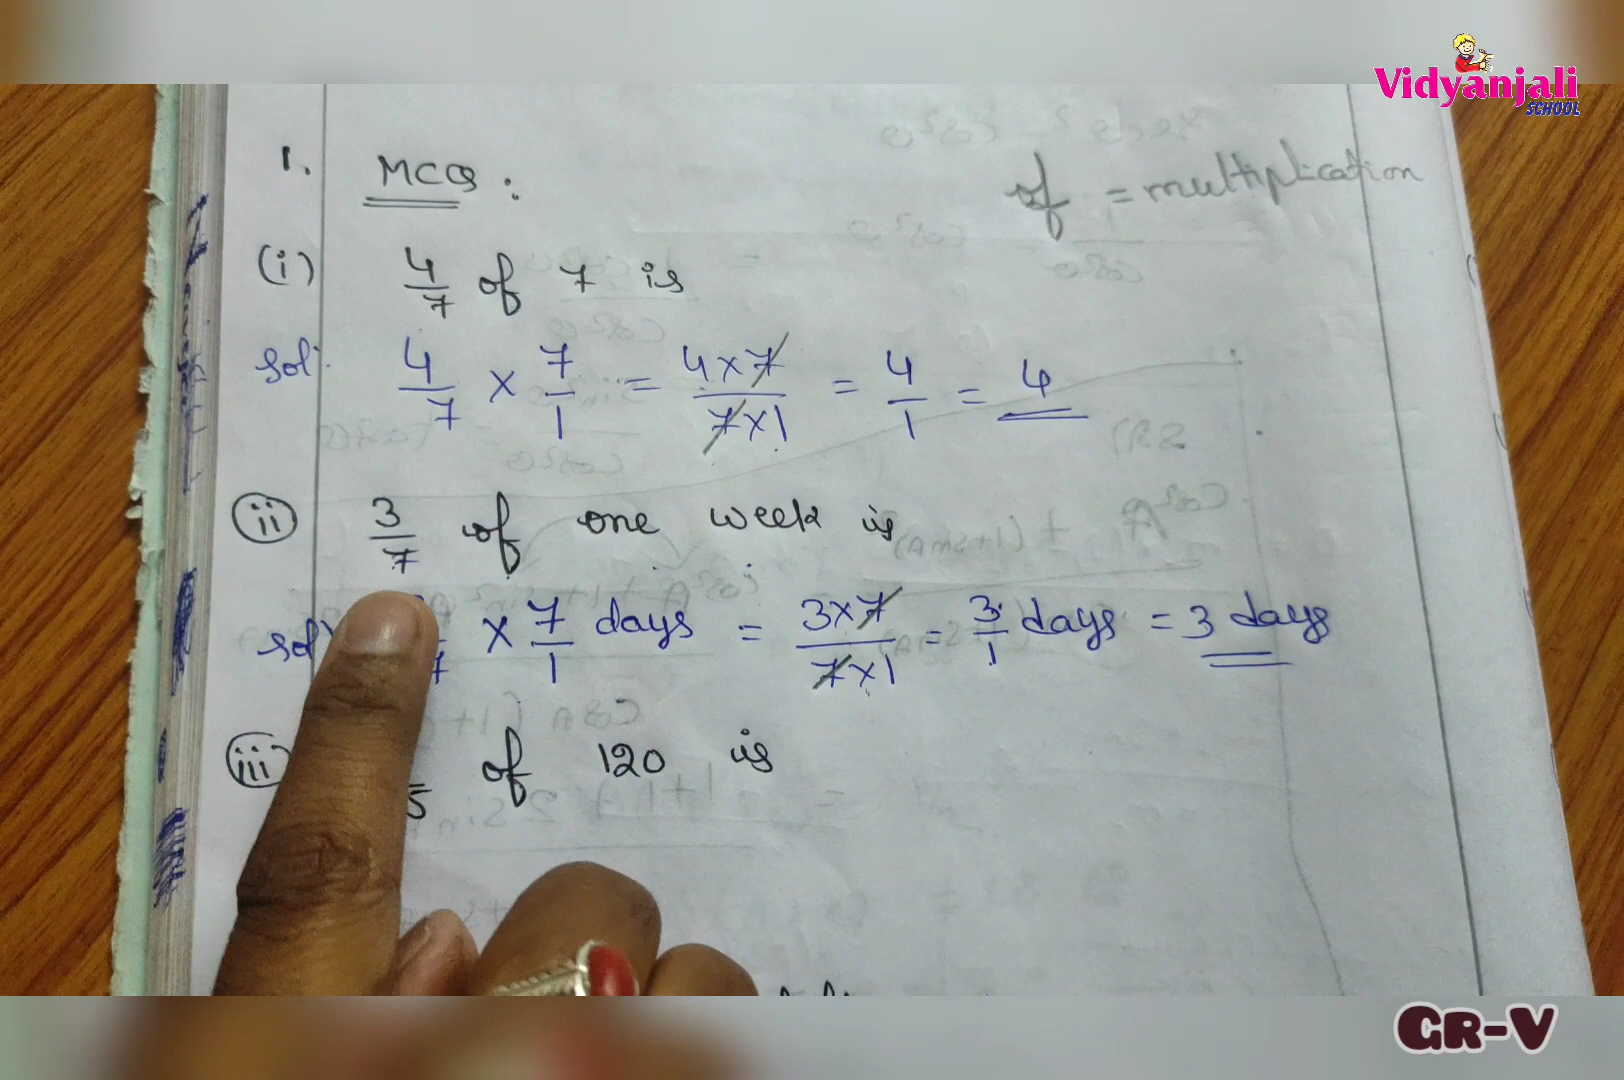 Vidyanjali
SCHOOL
1. MCQ :
of = multiplication
(i) 4/7 of 7 is
Sol: 4/7 × 7/1 = 4×7/7×1 = 4/1 = 4
(ii) 3/7 of one week is
Sol: /7 × 7/1 days = 3×7/7×1 = 3/1 days = 3 days
(iii) /5 of 120 is
GR-V